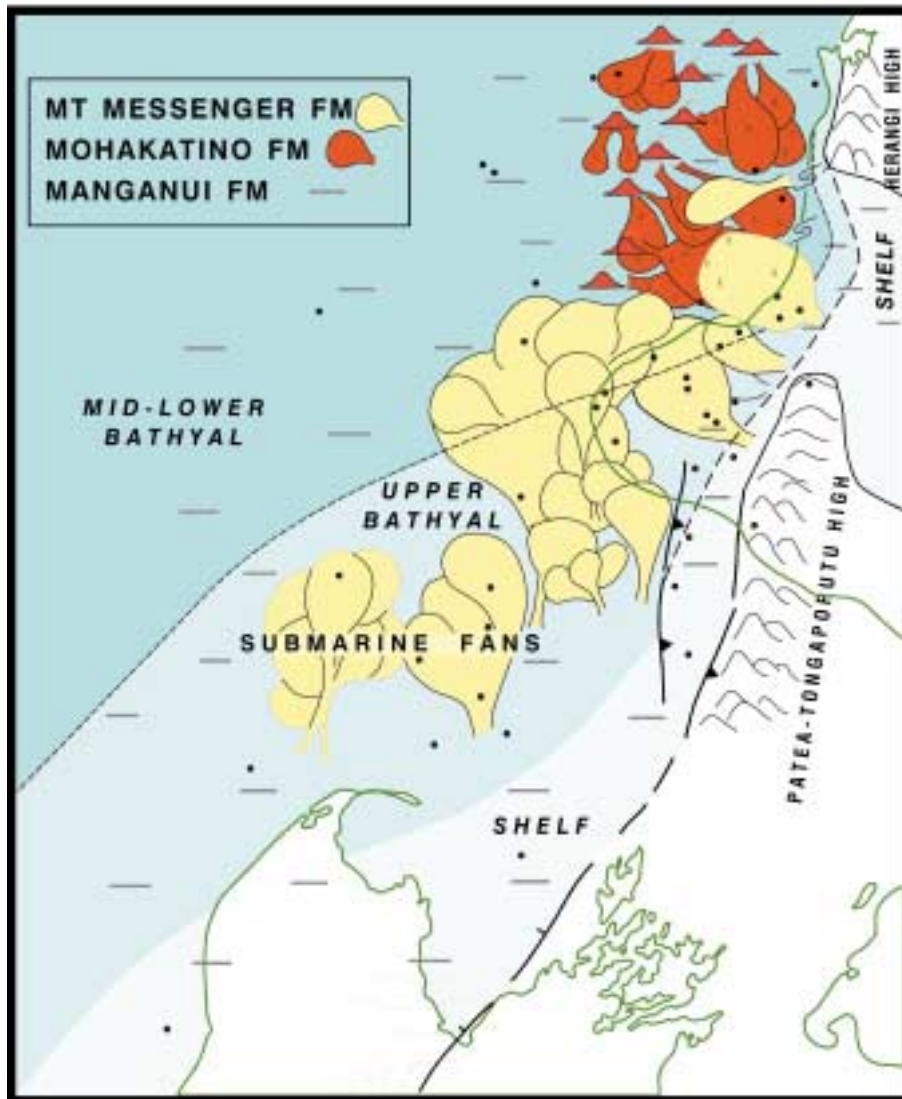 MT MESSENGER FM
MOHAKATINO FM
MANGANUI FM
HERANGI HIGH
SHELF
MID-LOWER
BATHYAL
UPPER
BATHYAL
SUBMARINE FANS
PATEA-TONGAPORUTU HIGH
SHELF